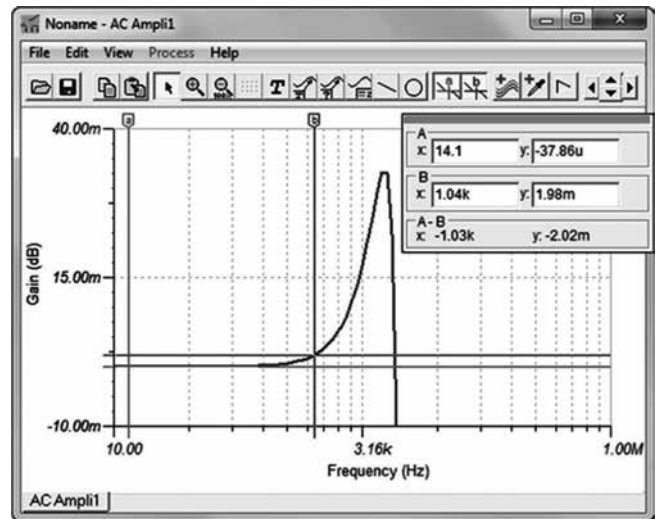 Noname - AC Ampli1
File Edit View Process Help
T
a
b
A
x: 14.1 y: -37.86u
B
x: 1.04k y: 1.98m
A - B
x: -1.03k y: -2.02m
40.00m
15.00m
-10.00m
Gain (dB)
10.00 3.16k 1.00M
Frequency (Hz)
AC Ampli1